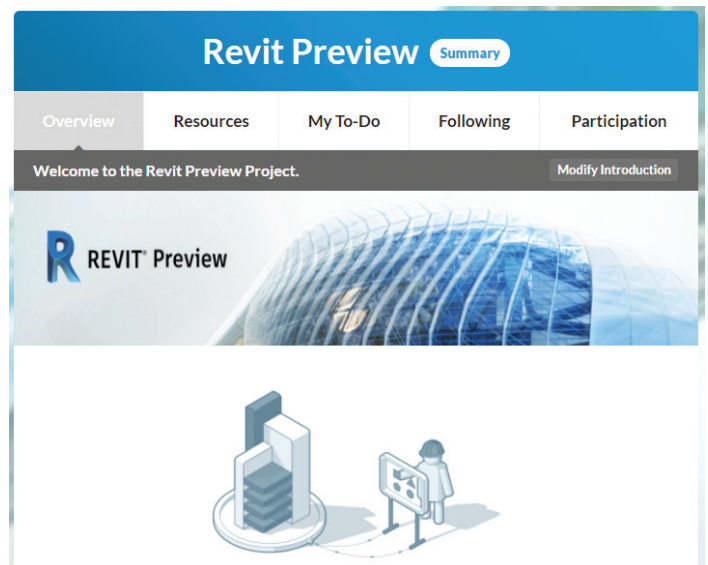 Revit Preview Summary
Overview Resources My To-Do Following Participation
Welcome to the Revit Preview Project. Modify Introduction
R REVIT® Preview